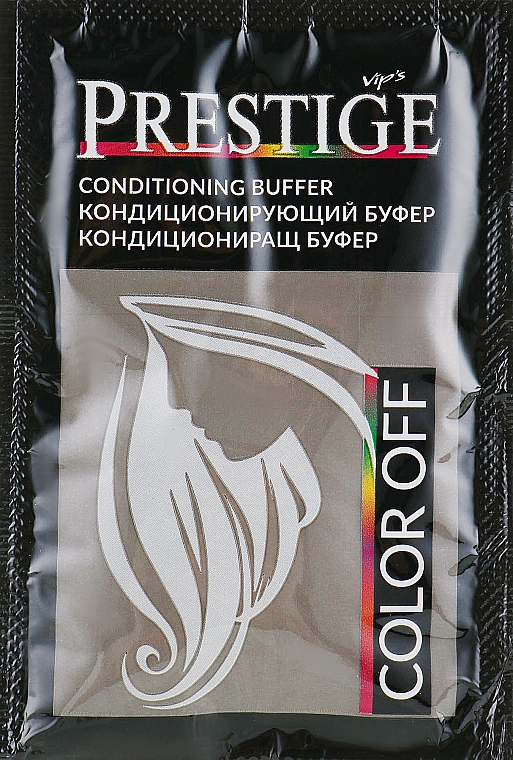 Vip's
PRESTIGE
CONDITIONING BUFFER
КОНДИЦИОНИРУЮЩИЙ БУФЕР
КОНДИЦИОНИРАЩ БУФЕР
COLOR OFF